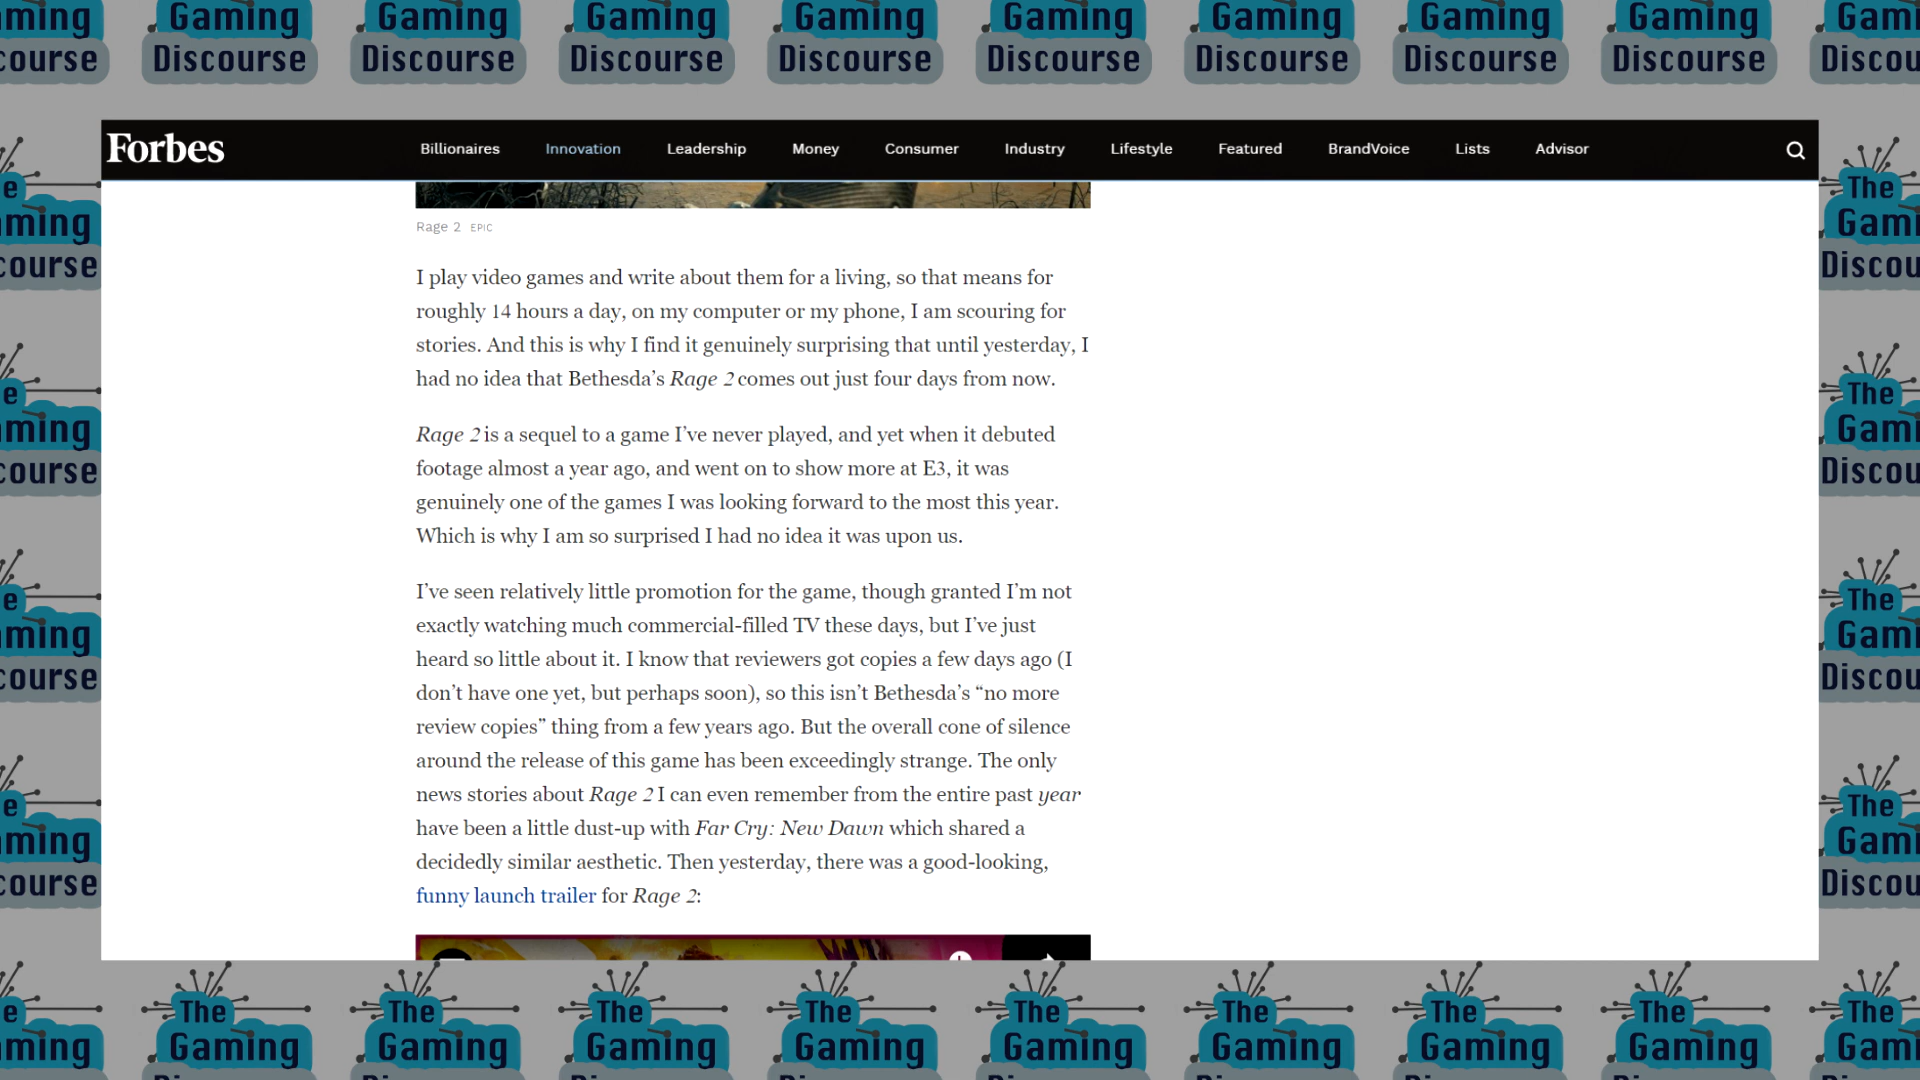 Gaming Gaming Gaming Gaming Gaming Gaming Gaming Gaming
Discourse Discourse Discourse Discourse Discourse Discourse Discourse Discourse
Forbes Billionaires Innovation Leadership Money Consumer Industry Lifestyle Featured BrandVoice Lists Advisor
Rage 2 EPIC
I play video games and write about them for a living, so that means for
roughly 14 hours a day, on my computer or my phone, I am scouring for
stories. And this is why I find it genuinely surprising that until yesterday, I
had no idea that Bethesda’s Rage 2 comes out just four days from now.
Rage 2 is a sequel to a game I’ve never played, and yet when it debuted
footage almost a year ago, and went on to show more at E3, it was
genuinely one of the games I was looking forward to the most this year.
Which is why I am so surprised I had no idea it was upon us.
I’ve seen relatively little promotion for the game, though granted I’m not
exactly watching much commercial-filled TV these days, but I’ve just
heard so little about it. I know that reviewers got copies a few days ago (I
don’t have one yet, but perhaps soon), so this isn’t Bethesda’s “no more
review copies” thing from a few years ago. But the overall cone of silence
around the release of this game has been exceedingly strange. The only
news stories about Rage 2 I can even remember from the entire past year
have been a little dust-up with Far Cry: New Dawn which shared a
decidedly similar aesthetic. Then yesterday, there was a good-looking,
funny launch trailer for Rage 2:
The The The The The The The The The
Gaming Gaming Gaming Gaming Gaming Gaming Gaming Gaming